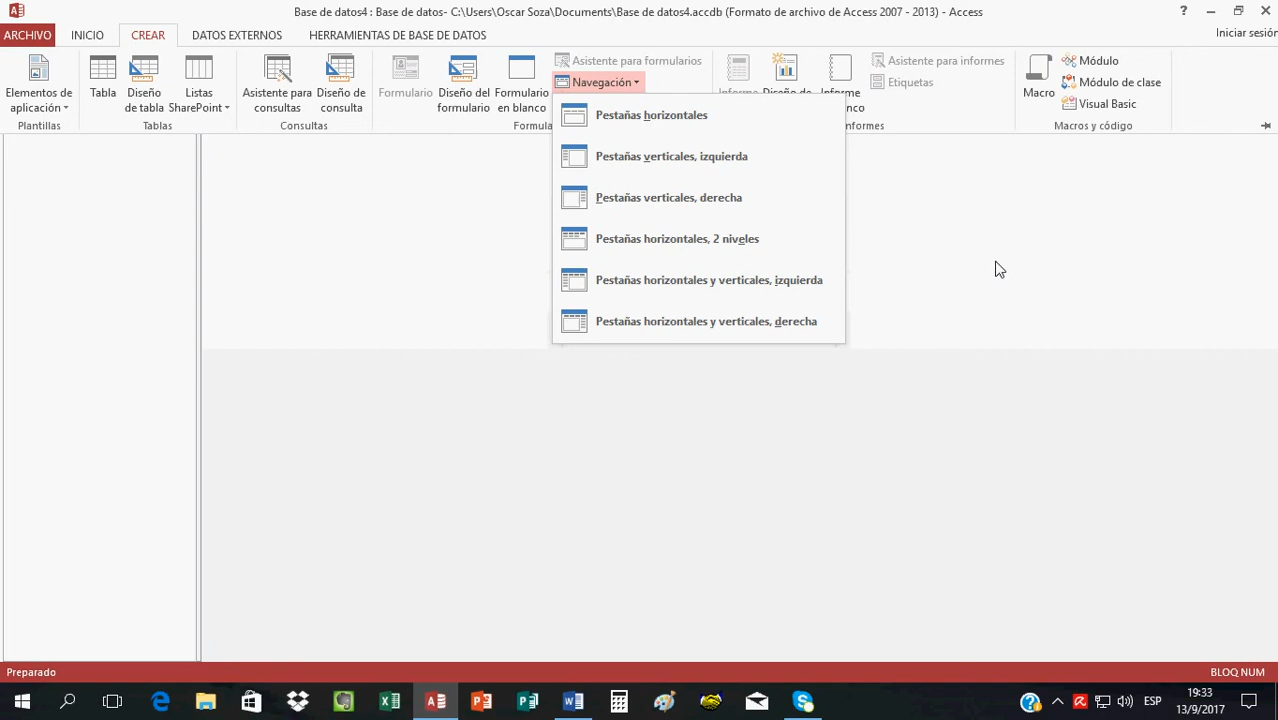 Base de datos4 : Base de datos- C:\Users\Oscar Soza\Documents\Base de datos4.accdb (Formato de archivo de Access 2007 - 2013) - Access
ARCHIVO INICIO CREAR DATOS EXTERNOS HERRAMIENTAS DE BASE DE DATOS Iniciar sesión
Elementos de aplicación
Tabla
Diseño de tabla
Listas SharePoint
Asistente para consultas
Diseño de consulta
Formulario
Diseño del formulario
Formulario en blanco
Asistente para formularios
Navegación
Informe
Diseño de
Informe
Asistente para informes
Etiquetas
Macro
Módulo
Módulo de clase
Visual Basic
Plantillas Tablas Consultas Macros y código
Pestañas horizontales
Pestañas verticales, izquierda
Pestañas verticales, derecha
Pestañas horizontales, 2 niveles
Pestañas horizontales y verticales, izquierda
Pestañas horizontales y verticales, derecha
Preparado BLOQ NUM
ESP
19:33
13/9/2017